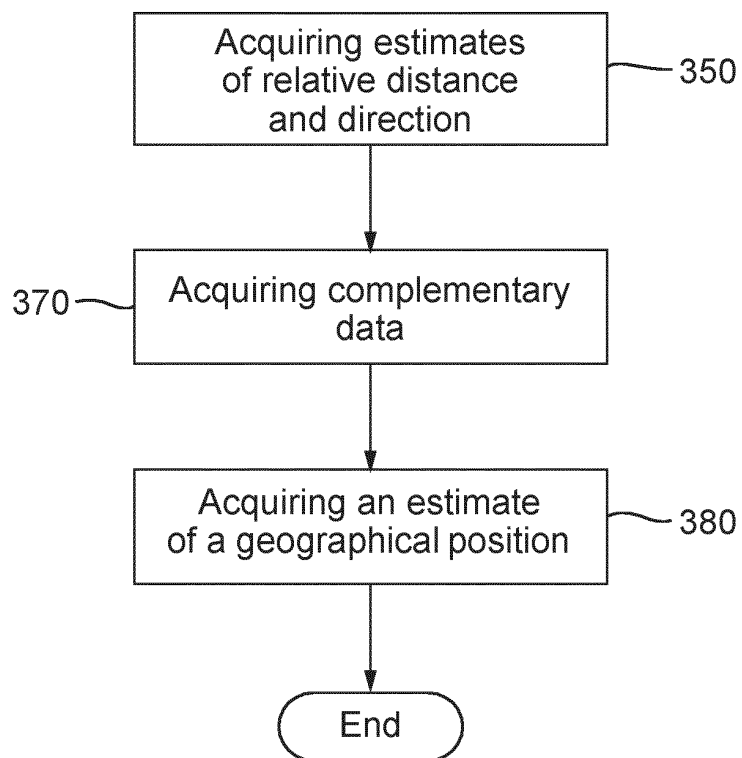 Acquiring estimates
of relative distance
and direction
350
370
Acquiring complementary
data
Acquiring an estimate
of a geographical position
380
End